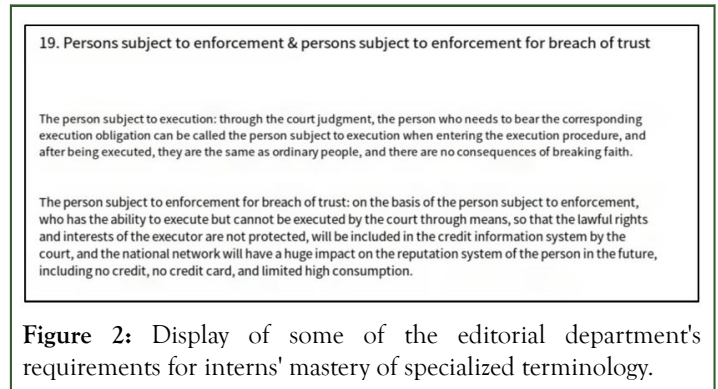 19. Persons subject to enforcement & persons subject to enforcement for breach of trust
The person subject to execution: through the court judgment, the person who needs to bear the corresponding
execution obligation can be called the person subject to execution when entering the execution procedure, and
after being executed, they are the same as ordinary people, and there are no consequences of breaking faith.
The person subject to enforcement for breach of trust: on the basis of the person subject to enforcement,
who has the ability to execute but cannot be executed by the court through means, so that the lawful rights
and interests of the executor are not protected, will be included in the credit information system by the
court, and the national network will have a huge impact on the reputation system of the person in the future,
including no credit, no credit card, and limited high consumption.
Figure 2: Display of some of the editorial department's
requirements for interns' mastery of specialized terminology.